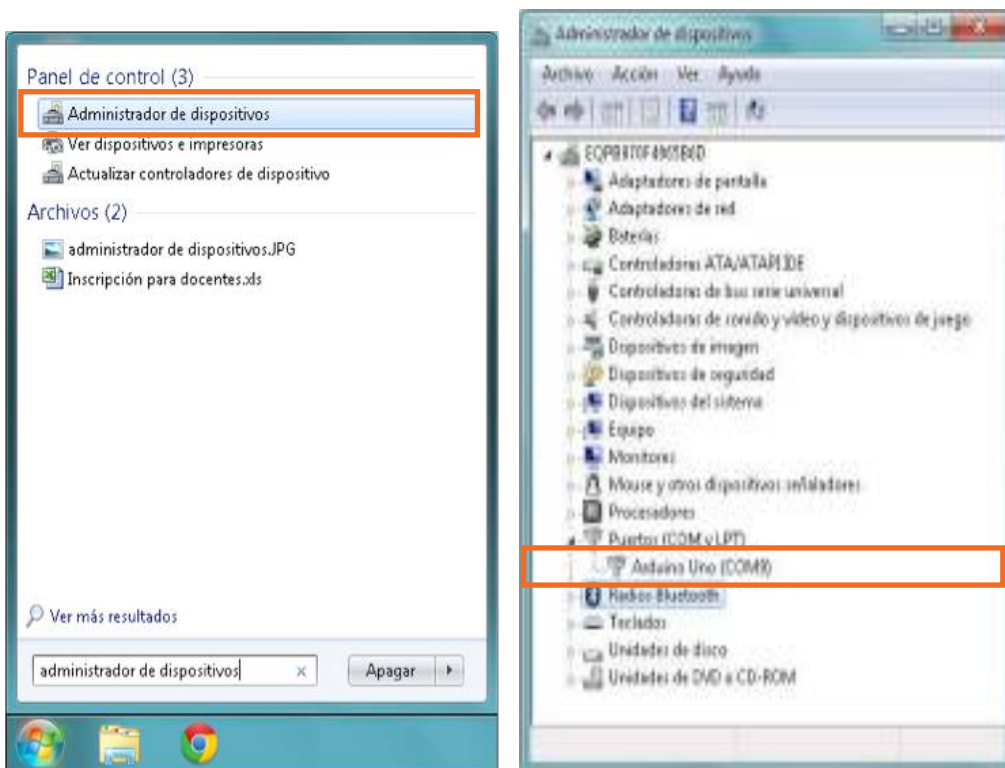 Panel de control (3)
Administrador de dispositivos
Ver dispositivos e impresoras
Actualizar controladores de dispositivo
Archivos (2)
administrador de dispositivos.JPG
Inscripción para docentes.xls
Ver más resultados
administrador de dispositivos
Apagar
Administrador de dispositivos
Archivo Acción Ver Ayuda
Adaptadores de pantalla
Adaptadores de red
Baterías
Controladoras ATA/ATAPI IDE
Controladoras de bus serie universal
Controladoras de sonido y vídeo y dispositivos de juego
Dispositivos de imagen
Dispositivos de seguridad
Dispositivos del sistema
Equipo
Monitores
Mouse y otros dispositivos señaladores
Procesadores
Puertos (COM y LPT)
Arduino Uno
Radios Bluetooth
Teclados
Unidades de disco
Unidades de DVD o CD-ROM